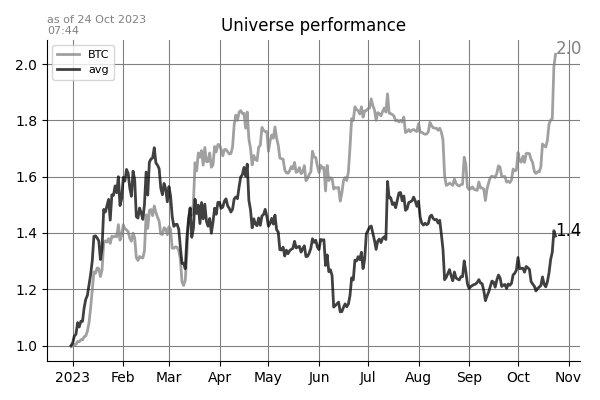 as of 24 Oct 2023
07:44
Universe performance
BTC
avg
2.0
1.4
2.0
1.8
1.6
1.4
1.2
1.0
2023 Feb Mar Apr May Jun Jul Aug Sep Oct Nov